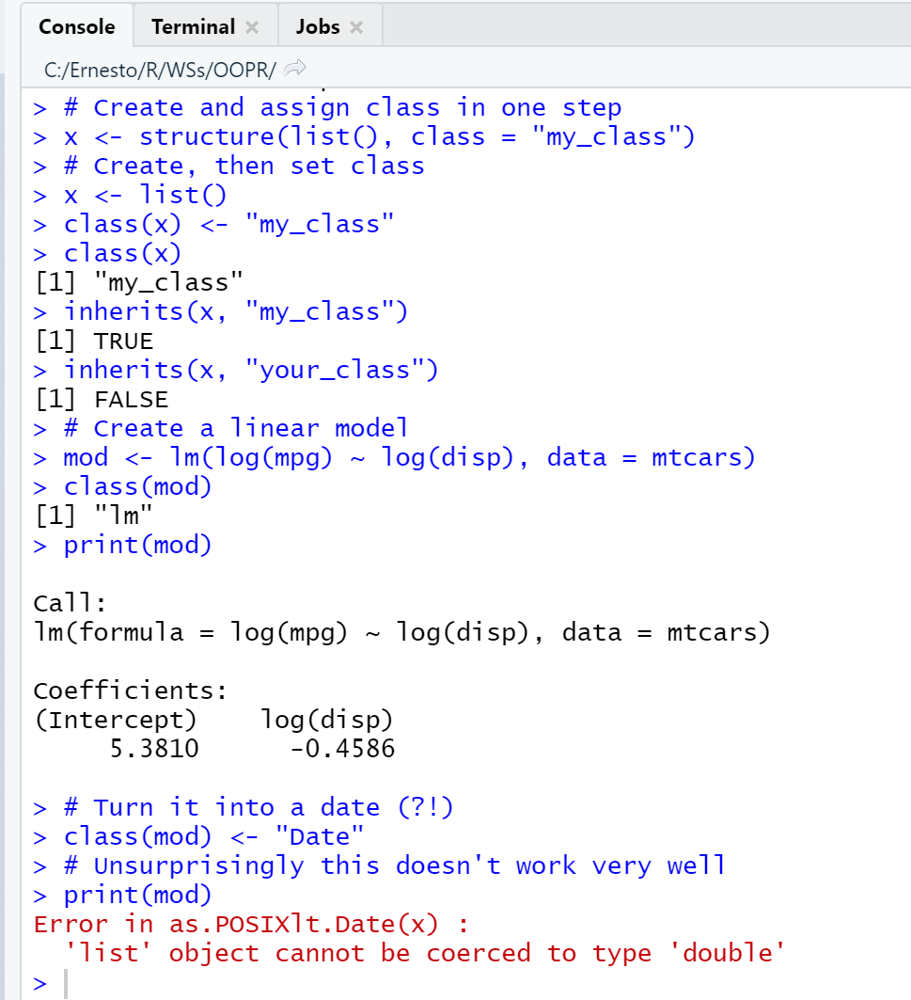 Console Terminal Jobs
C:/Ernesto/R/WSs/OOPR/
> # Create and assign class in one step
> x <- structure(list(), class = "my_class")
> # Create, then set class
> x <- list()
> class(x) <- "my_class"
> class(x)
[1] "my_class"
> inherits(x, "my_class")
[1] TRUE
> inherits(x, "your_class")
[1] FALSE
> # Create a linear model
> mod <- lm(log(mpg) ~ log(disp), data = mtcars)
> class(mod)
[1] "lm"
> print(mod)

Call:
lm(formula = log(mpg) ~ log(disp), data = mtcars)

Coefficients:
(Intercept)    log(disp)
     5.3810      -0.4586

> # Turn it into a date (?!)
> class(mod) <- "Date"
> # Unsurprisingly this doesn't work very well
> print(mod)
Error in as.POSIXlt.Date(x) :
  'list' object cannot be coerced to type 'double'
>